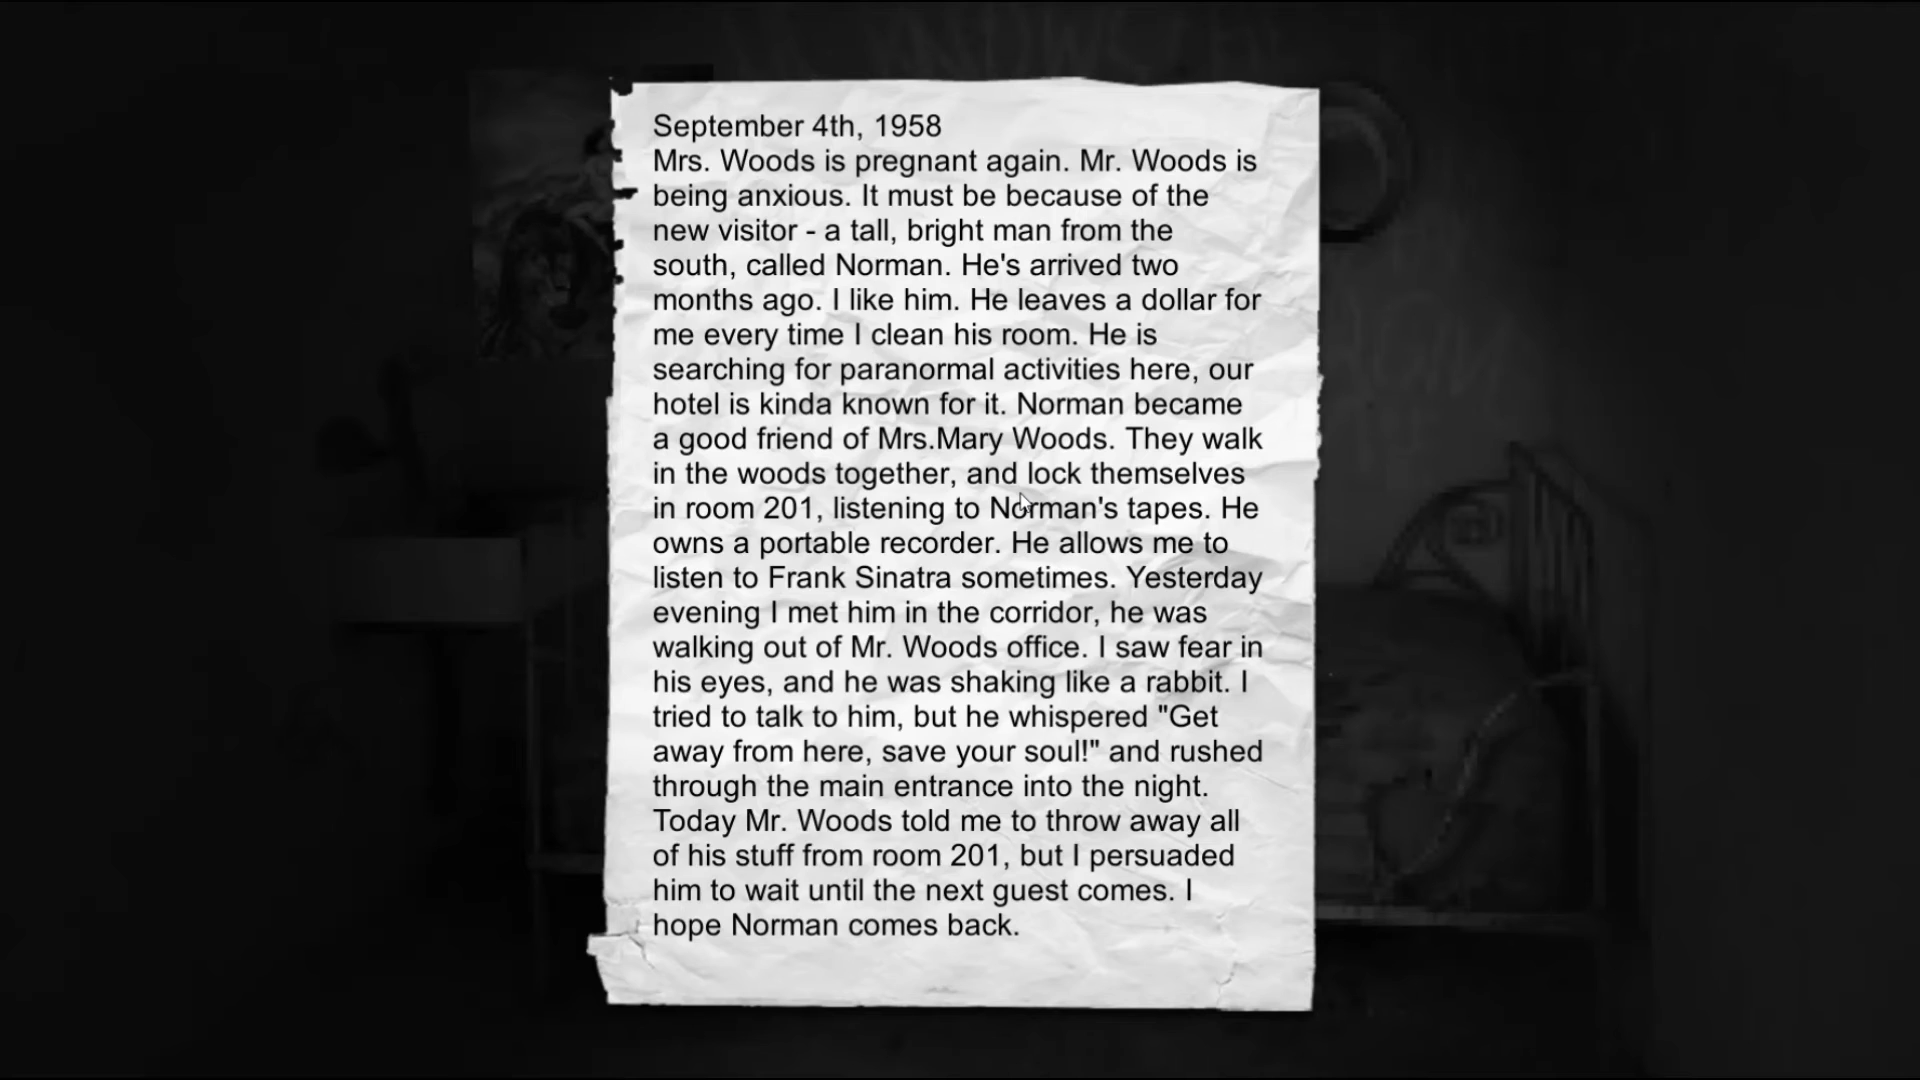 September 4th, 1958
Mrs. Woods is pregnant again. Mr. Woods is
being anxious. It must be because of the
new visitor - a tall, bright man from the
south, called Norman. He's arrived two
months ago. I like him. He leaves a dollar for
me every time I clean his room. He is
searching for paranormal activities here, our
hotel is kinda known for it. Norman became
a good friend of Mrs.Mary Woods. They walk
in the woods together, and lock themselves
in room 201, listening to Norman's tapes. He
owns a portable recorder. He allows me to
listen to Frank Sinatra sometimes. Yesterday
evening I met him in the corridor, he was
walking out of Mr. Woods office. I saw fear in
his eyes, and he was shaking like a rabbit. I
tried to talk to him, but he whispered "Get
away from here, save your soul!" and rushed
through the main entrance into the night.
Today Mr. Woods told me to throw away all
of his stuff from room 201, but I persuaded
him to wait until the next guest comes. I
hope Norman comes back.